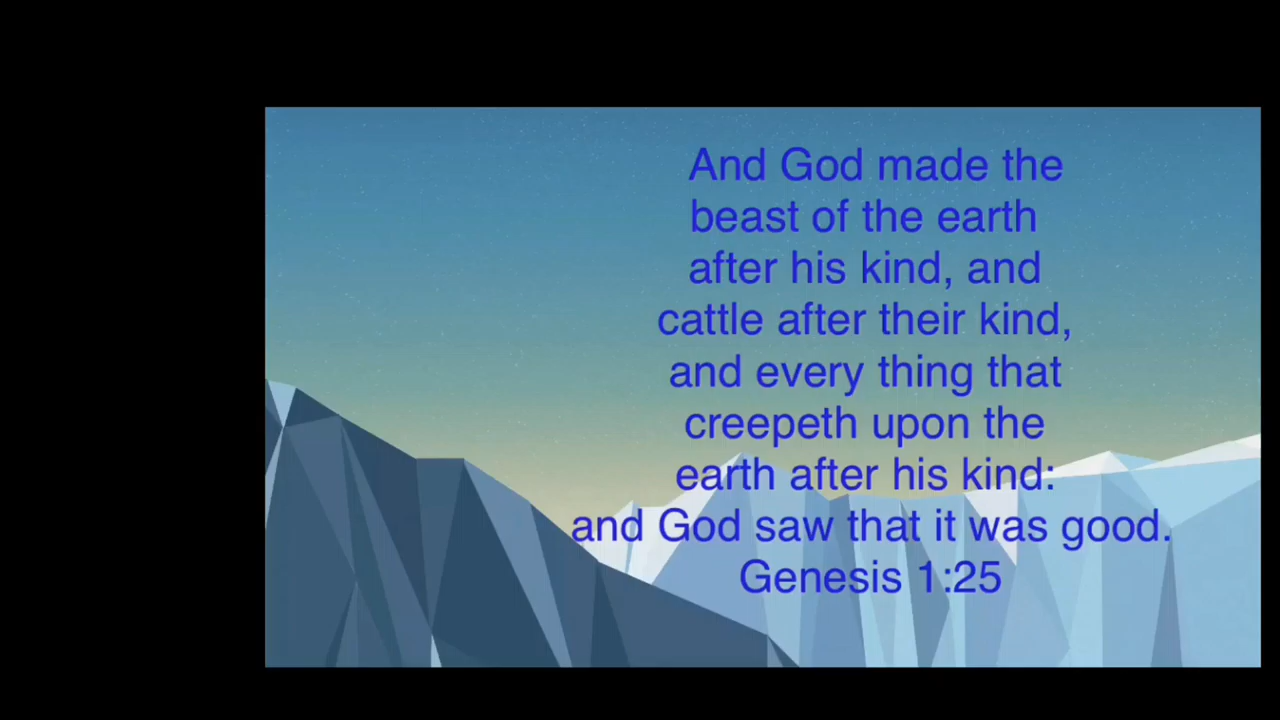 And God made the
beast of the earth
after his kind, and
cattle after their kind,
and every thing that
creepeth upon the
earth after his kind:
and God saw that it was good.
Genesis 1:25